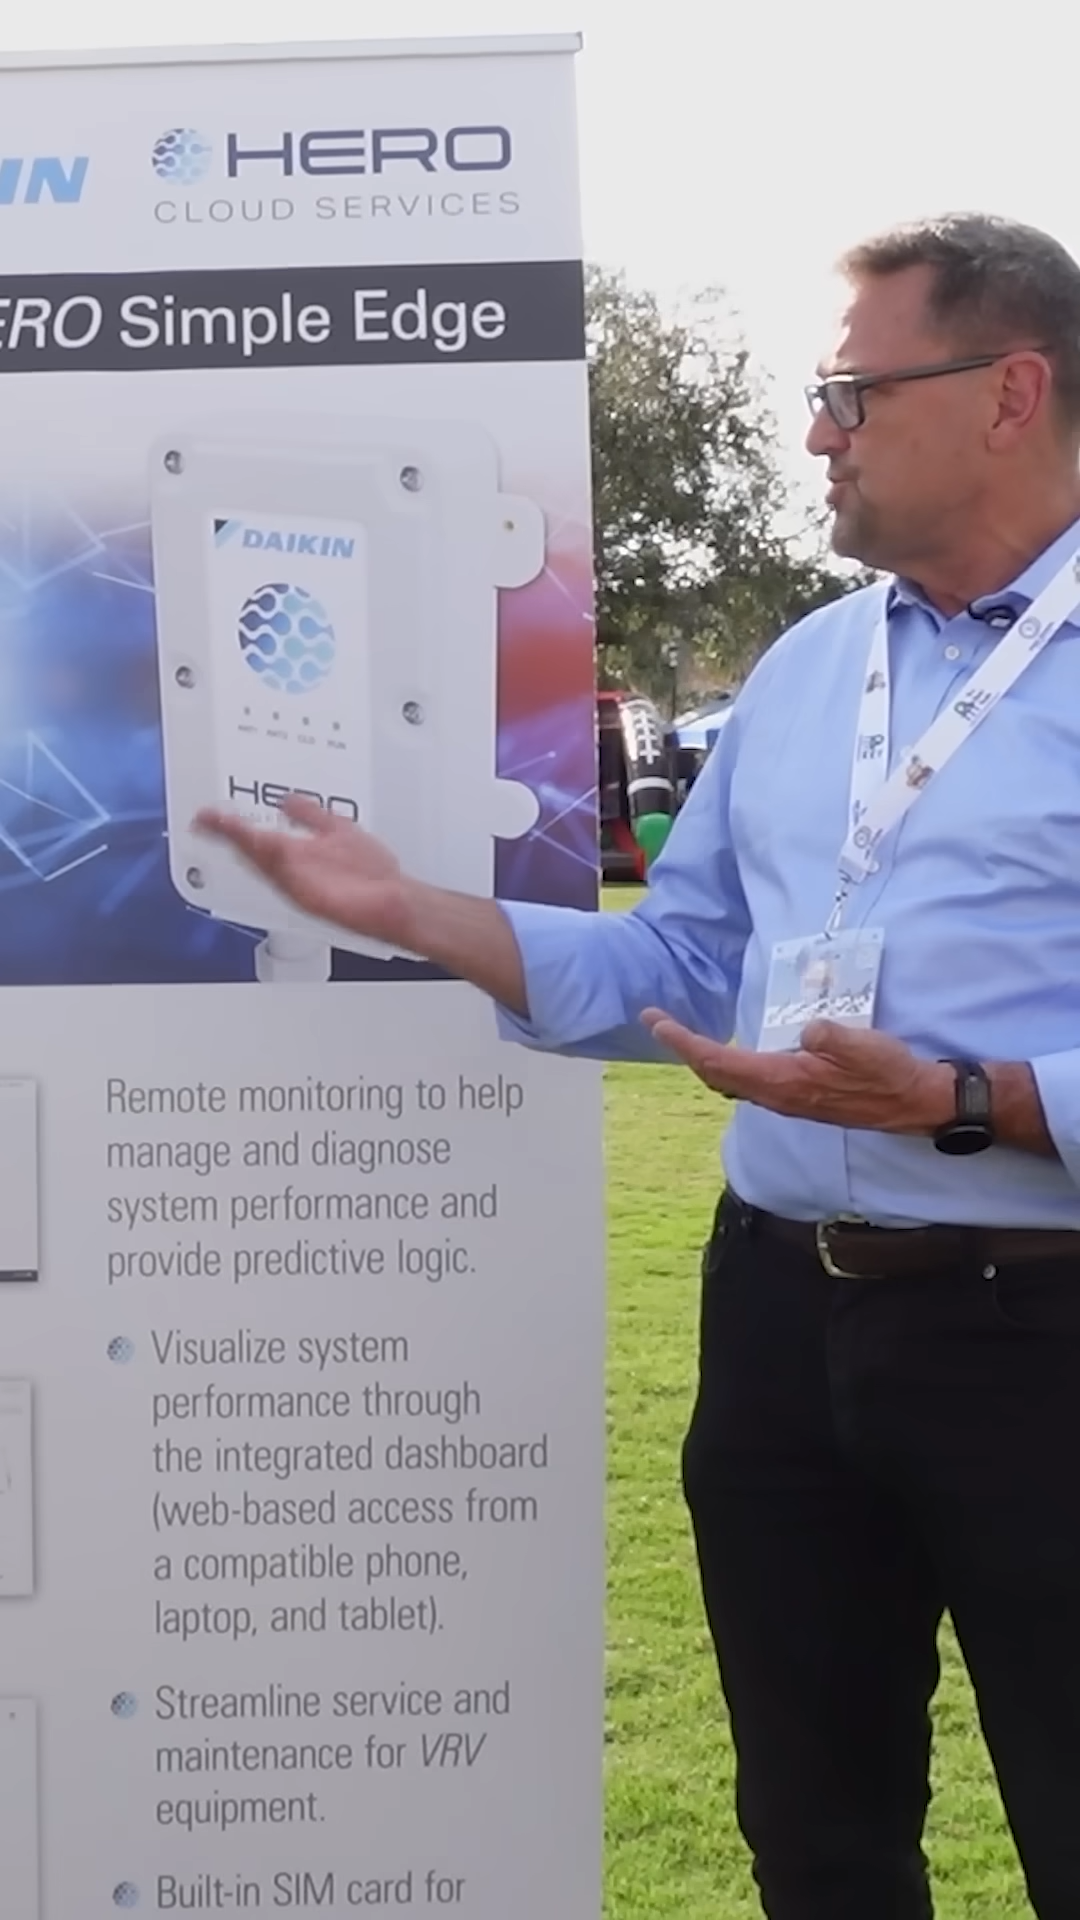 IN
HERO
CLOUD SERVICES
ERO Simple Edge
DAIKIN
HERO
Remote monitoring to help
manage and diagnose
system performance and
provide predictive logic.
Visualize system
performance through
the integrated dashboard
(web-based access from
a compatible phone,
laptop, and tablet).
Streamline service and
maintenance for VRV
equipment.
Built-in SIM card for